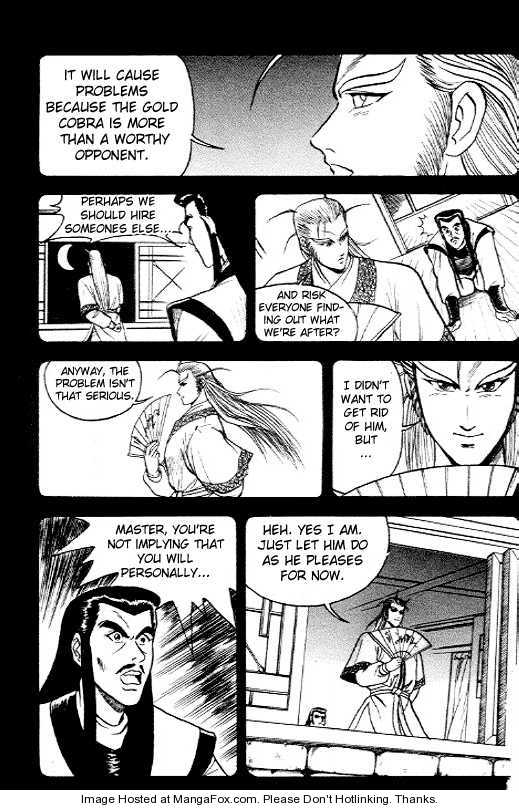 IT WILL CAUSE
PROBLEMS
BECAUSE THE GOLD
COBRA IS MORE
THAN A WORTHY
OPPONENT.
PERHAPS WE
SHOULD HIRE
SOMEONES ELSE....
AND RISK
EVERYONE FIND-
ING OUT WHAT
WE'RE AFTER?
ANYWAY, THE
PROBLEM ISN'T
THAT SERIOUS.
I DIDN'T
WANT TO
GET RID
OF HIM,
BUT
...
MASTER, YOU'RE
NOT IMPLYING THAT
YOU WILL
PERSONALLY...
HEH. YES I AM.
JUST LET HIM DO
AS HE PLEASES
FOR NOW.
Image Hosted at MangaFox.com. Please Don't Hotlinking. Thanks.